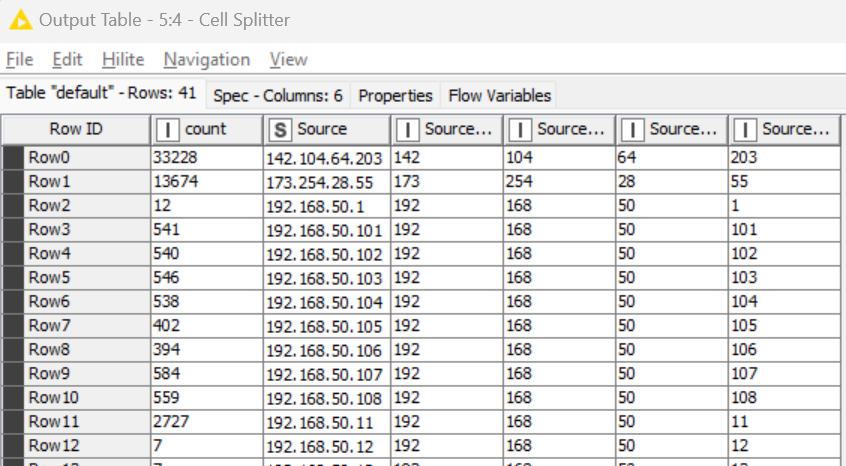 Output Table - 5:4 - Cell Splitter
File Edit Hilite Navigation View
Table "default" - Rows: 41 Spec - Columns: 6 Properties Flow Variables
Row ID I count S Source I Source... I Source... I Source... I Source...
Row0 33228 142.104.64.203 142 104 64 203
Row1 13674 173.254.28.55 173 254 28 55
Row2 12 192.168.50.1 192 168 50 1
Row3 541 192.168.50.101 192 168 50 101
Row4 540 192.168.50.102 192 168 50 102
Row5 546 192.168.50.103 192 168 50 103
Row6 538 192.168.50.104 192 168 50 104
Row7 402 192.168.50.105 192 168 50 105
Row8 394 192.168.50.106 192 168 50 106
Row9 584 192.168.50.107 192 168 50 107
Row10 559 192.168.50.108 192 168 50 108
Row11 2727 192.168.50.11 192 168 50 11
Row12 7 192.168.50.12 192 168 50 12